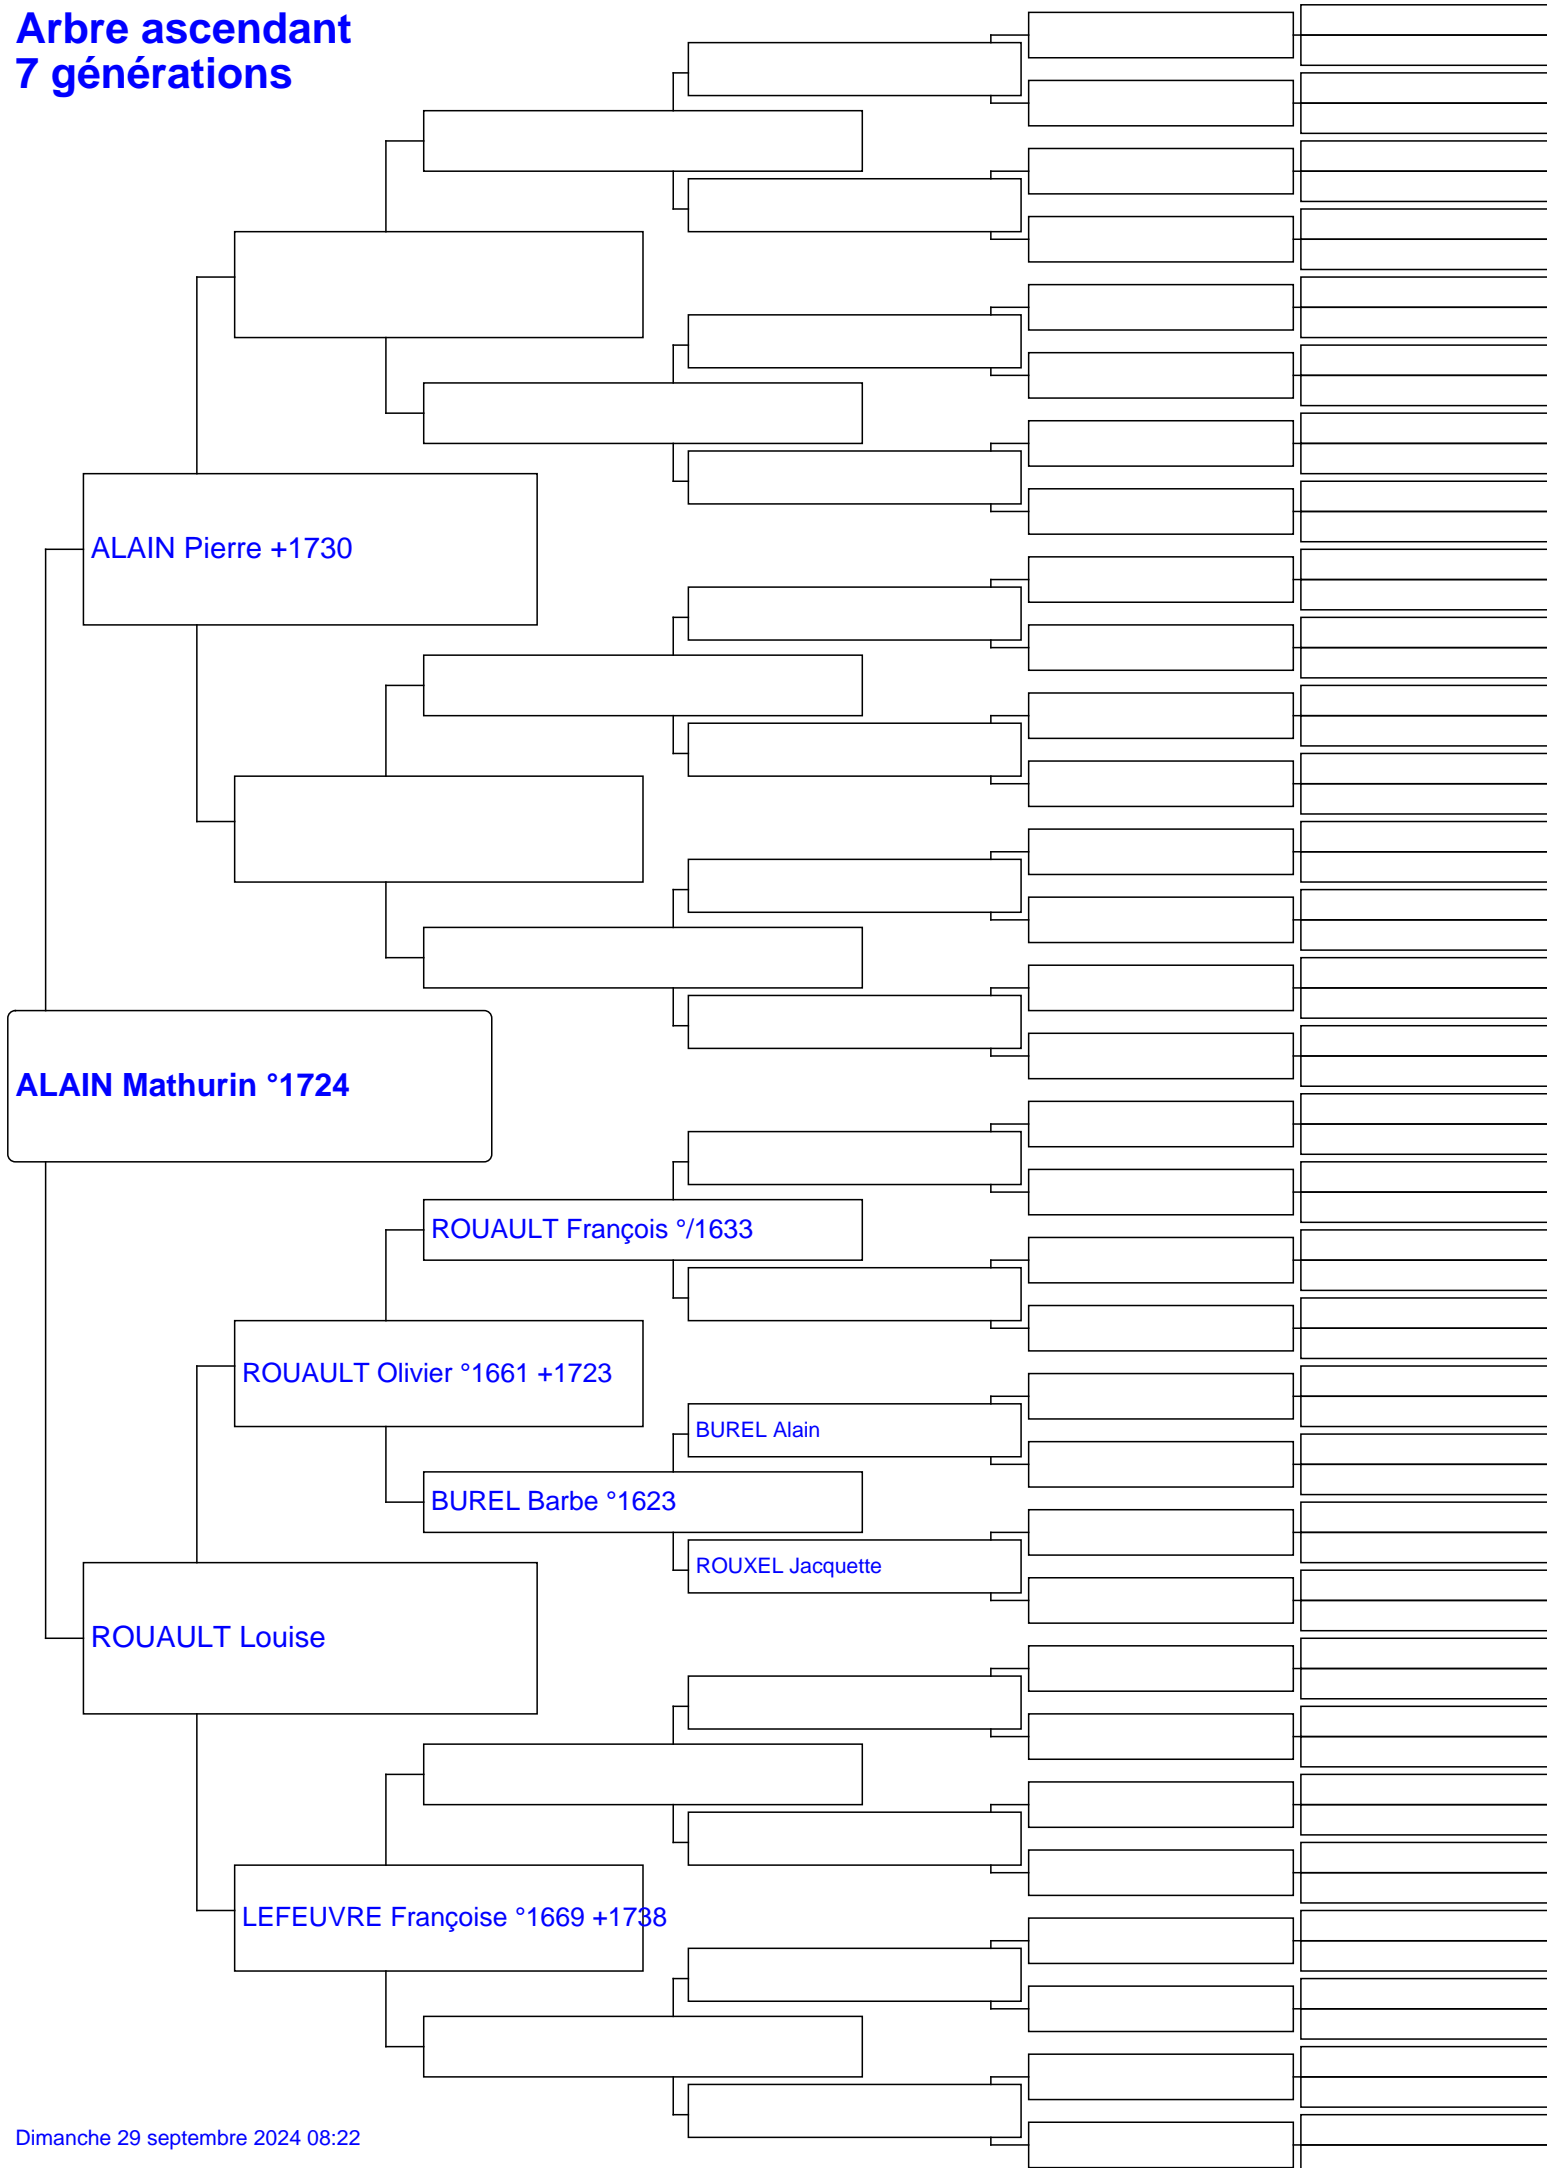 Arbre ascendant
7 générations
ALAIN Pierre +1730
ALAIN Mathurin °1724
ROUAULT François °/1633
ROUAULT Olivier °1661 +1723
BUREL Alain
BUREL Barbe °1623
ROUXEL Jacquette
ROUAULT Louise
LEFEUVRE Françoise °1669 +1738
Dimanche 29 septembre 2024 08:22